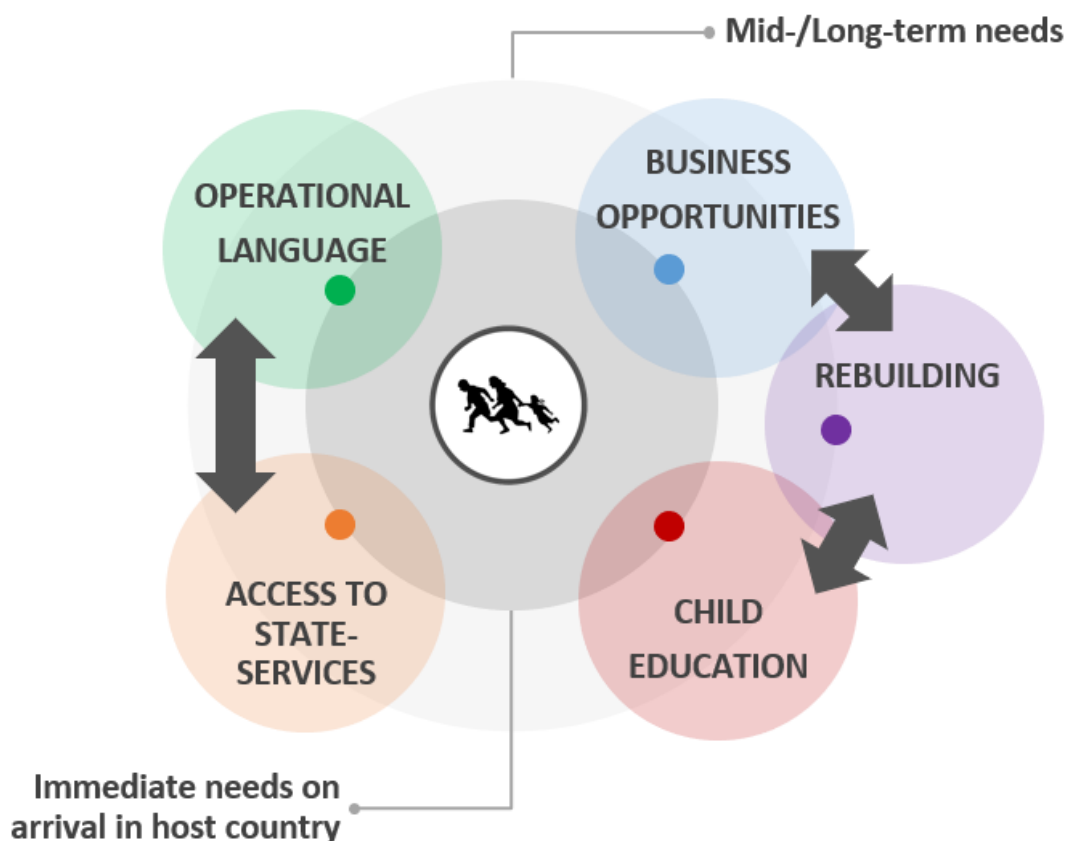 Mid-/Long-term needs
OPERATIONAL
LANGUAGE
BUSINESS
OPPORTUNITIES
REBUILDING
ACCESS TO
STATE-
SERVICES
CHILD
EDUCATION
Immediate needs on
arrival in host country